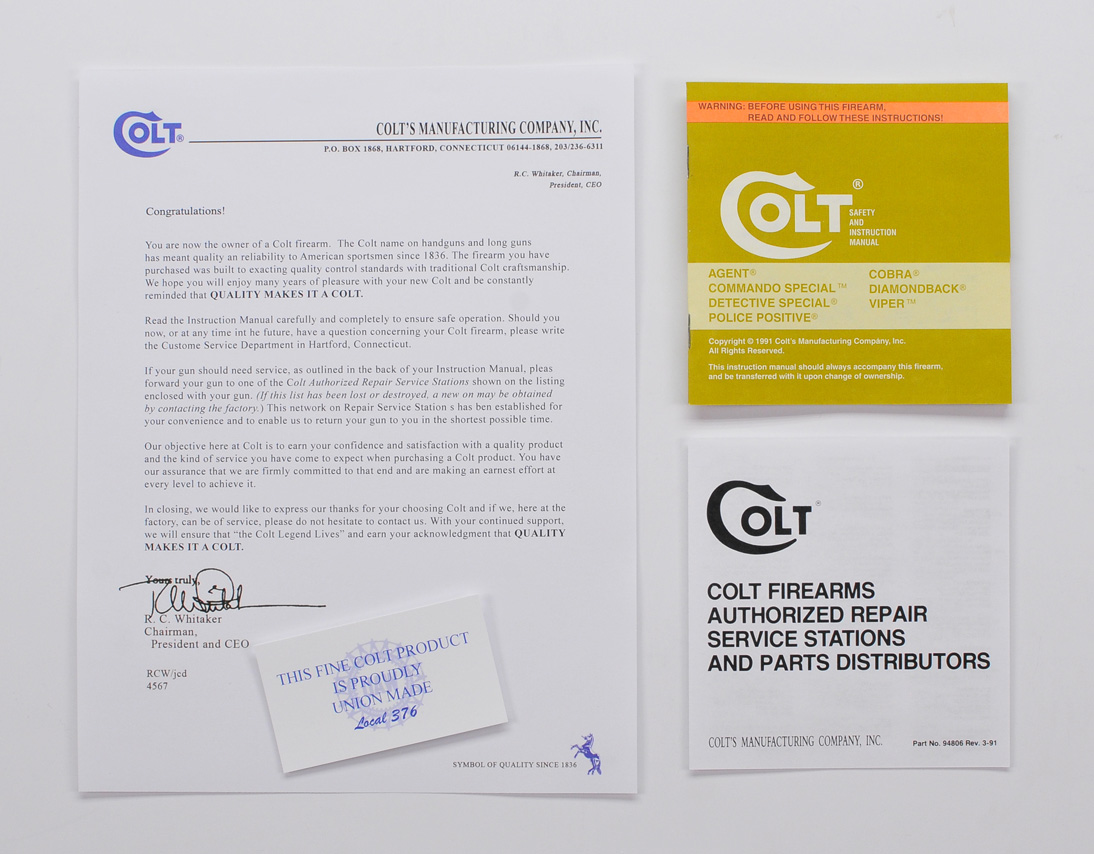 COLT®
COLT'S MANUFACTURING COMPANY, INC.
P.O. BOX 1868, HARTFORD, CONNECTICUT 06144-1868, 203/236-6311
R.C. Whitaker, Chairman,
President, CEO
Congratulations!
You are now the owner of a Colt firearm. The Colt name on handguns and long guns
has meant quality an reliability to American sportsmen since 1836. The firearm you have
purchased was built to exacting quality control standards with traditional Colt craftsmanship.
We hope you will enjoy many years of pleasure with your new Colt and be constantly
reminded that QUALITY MAKES IT A COLT.
Read the Instruction Manual carefully and completely to ensure safe operation. Should you
now, or at any time int he future, have a question concerning your Colt firearm, please write
the Custome Service Department in Hartford, Connecticut.
If your gun should need service, as outlined in the back of your Instruction Manual, pleas
forward your gun to one of the Colt Authorized Repair Service Stations shown on the listing
enclosed with your gun. (If this list has been lost or destroyed, a new on may be obtained
by contacting the factory.) This network on Repair Service Station s has ben established for
your convenience and to enable us to return your gun to you in the shortest possible time.
Our objective here at Colt is to earn your confidence and satisfaction with a quality product
and the kind of service you have come to expect when purchasing a Colt product. You have
our assurance that we are firmly committed to that end and are making an earnest effort at
every level to achieve it.
In closing, we would like to express our thanks for your choosing Colt and if we, here at the
factory, can be of service, please do not hesitate to contact us. With your continued support,
we will ensure that "the Colt Legend Lives" and earn your acknowledgment that QUALITY
MAKES IT A COLT.
Yours truly,
R. C. Whitaker
Chairman,
President and CEO
RCW/jcd
4567
THIS FINE COLT PRODUCT
IS PROUDLY
UNION MADE
Local 376
SYMBOL OF QUALITY SINCE 1836
WARNING: BEFORE USING THIS FIREARM,
READ AND FOLLOW THESE INSTRUCTIONS!
COLT®
SAFETY
AND
INSTRUCTION
MANUAL
AGENT®
COMMANDO SPECIAL™
DETECTIVE SPECIAL®
POLICE POSITIVE®
COBRA®
DIAMONDBACK®
VIPER™
Copyright © 1991 Colt's Manufacturing Company, Inc.
All Rights Reserved.
This instruction manual should always accompany this firearm,
and be transferred with it upon change of ownership.
COLT®
COLT FIREARMS
AUTHORIZED REPAIR
SERVICE STATIONS
AND PARTS DISTRIBUTORS
COLT'S MANUFACTURING COMPANY, INC.
Part No. 94806 Rev. 3-91